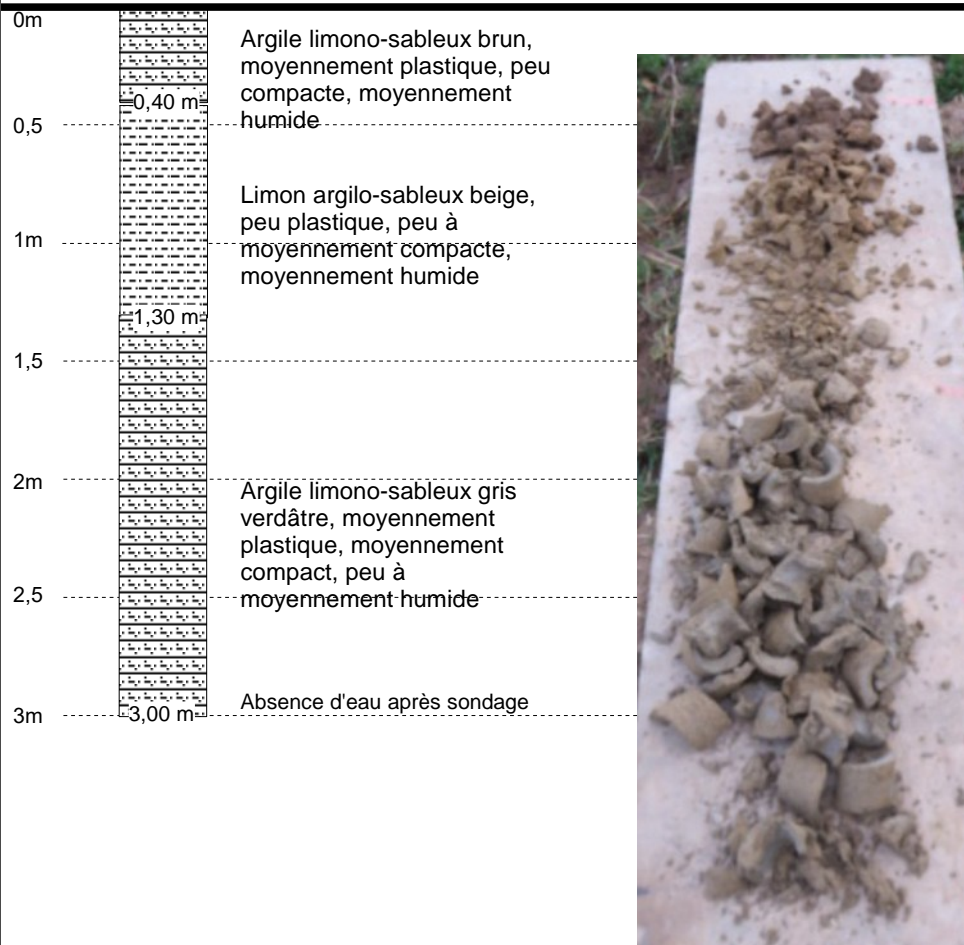 0m
Argile limono-sableux brun,
moyennement plastique, peu
compacte, moyennement
humide
0,40 m
0,5
Limon argilo-sableux beige,
peu plastique, peu à
moyennement compacte,
moyennement humide
1m
1,30 m
1,5
2m
Argile limono-sableux gris
verdâtre, moyennement
plastique, moyennement
compact, peu à
moyennement humide
2,5
Absence d'eau après sondage
3m
3,00 m